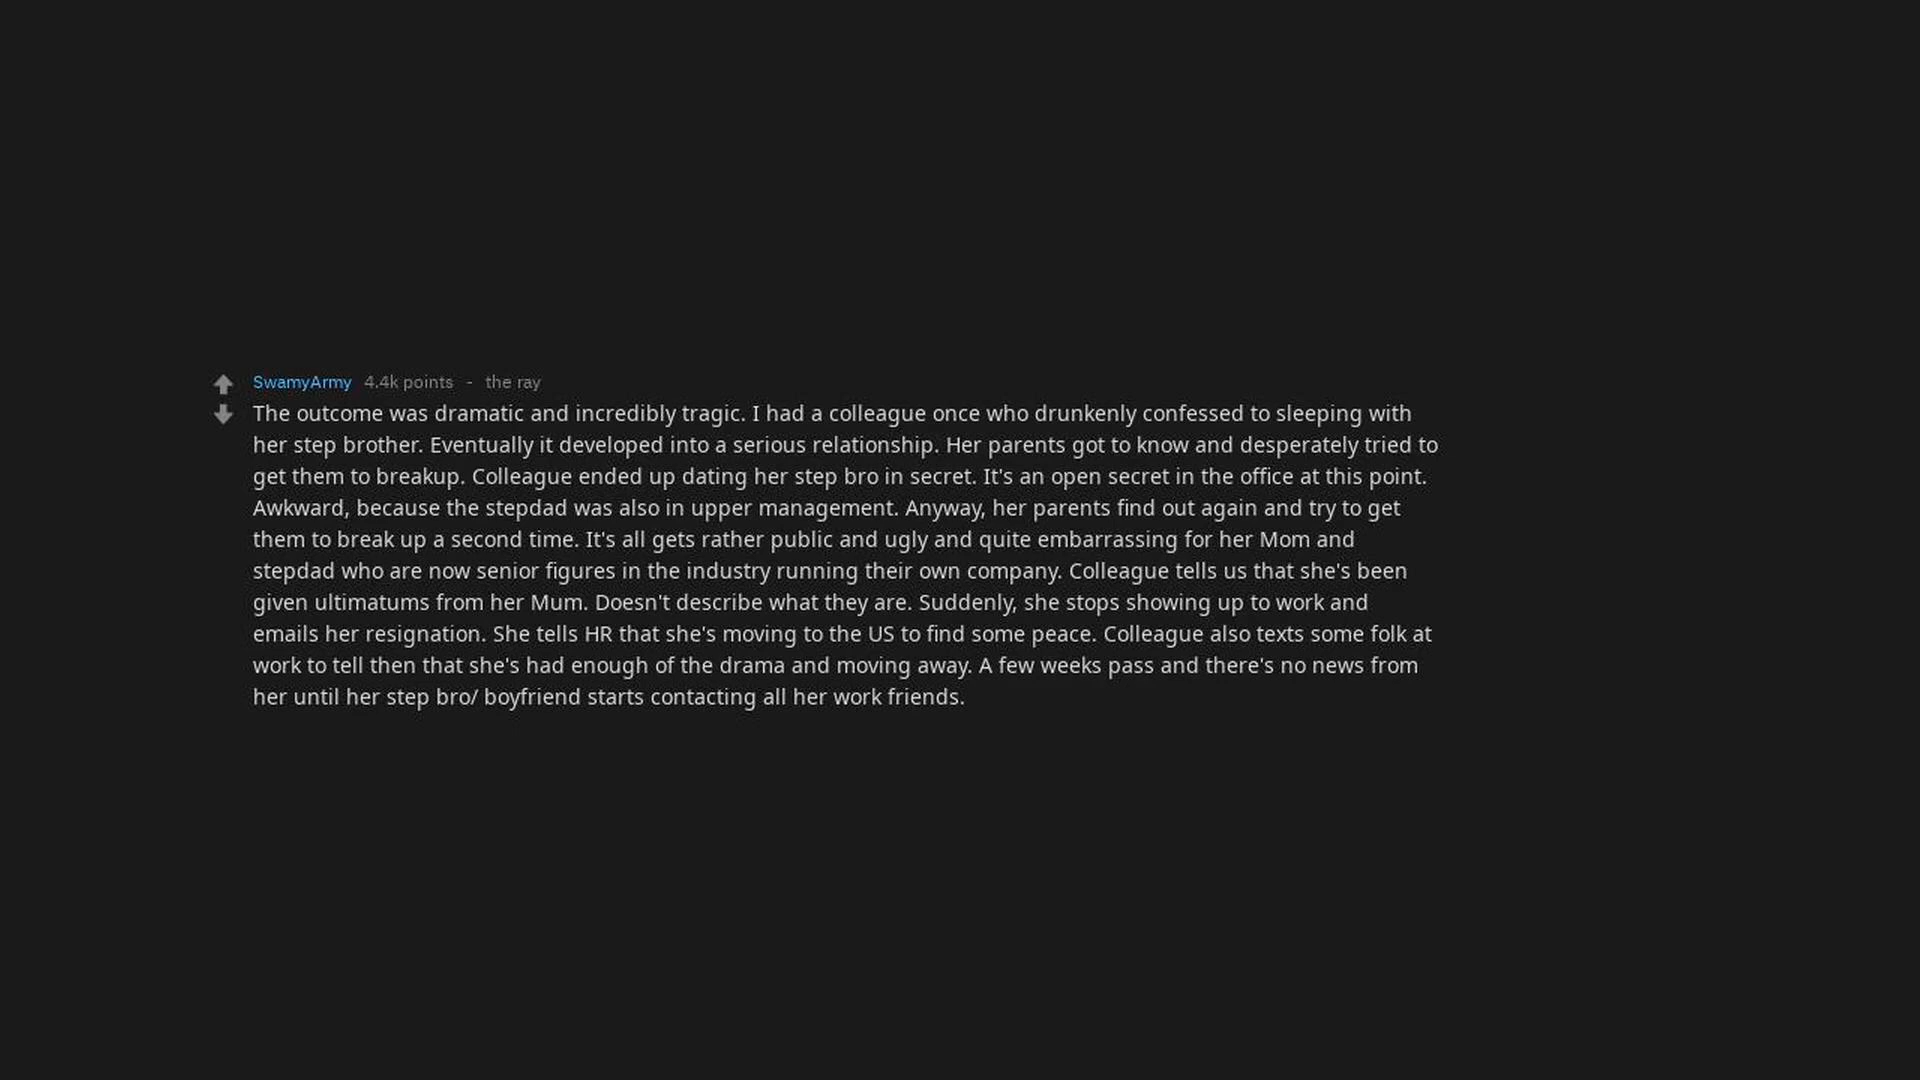 SwamyArmy 4.4k points - the ray
The outcome was dramatic and incredibly tragic. I had a colleague once who drunkenly confessed to sleeping with
her step brother. Eventually it developed into a serious relationship. Her parents got to know and desperately tried to
get them to breakup. Colleague ended up dating her step bro in secret. It's an open secret in the office at this point.
Awkward, because the stepdad was also in upper management. Anyway, her parents find out again and try to get
them to break up a second time. It's all gets rather public and ugly and quite embarrassing for her Mom and
stepdad who are now senior figures in the industry running their own company. Colleague tells us that she's been
given ultimatums from her Mum. Doesn't describe what they are. Suddenly, she stops showing up to work and
emails her resignation. She tells HR that she's moving to the US to find some peace. Colleague also texts some folk at
work to tell then that she's had enough of the drama and moving away. A few weeks pass and there's no news from
her until her step bro/ boyfriend starts contacting all her work friends.